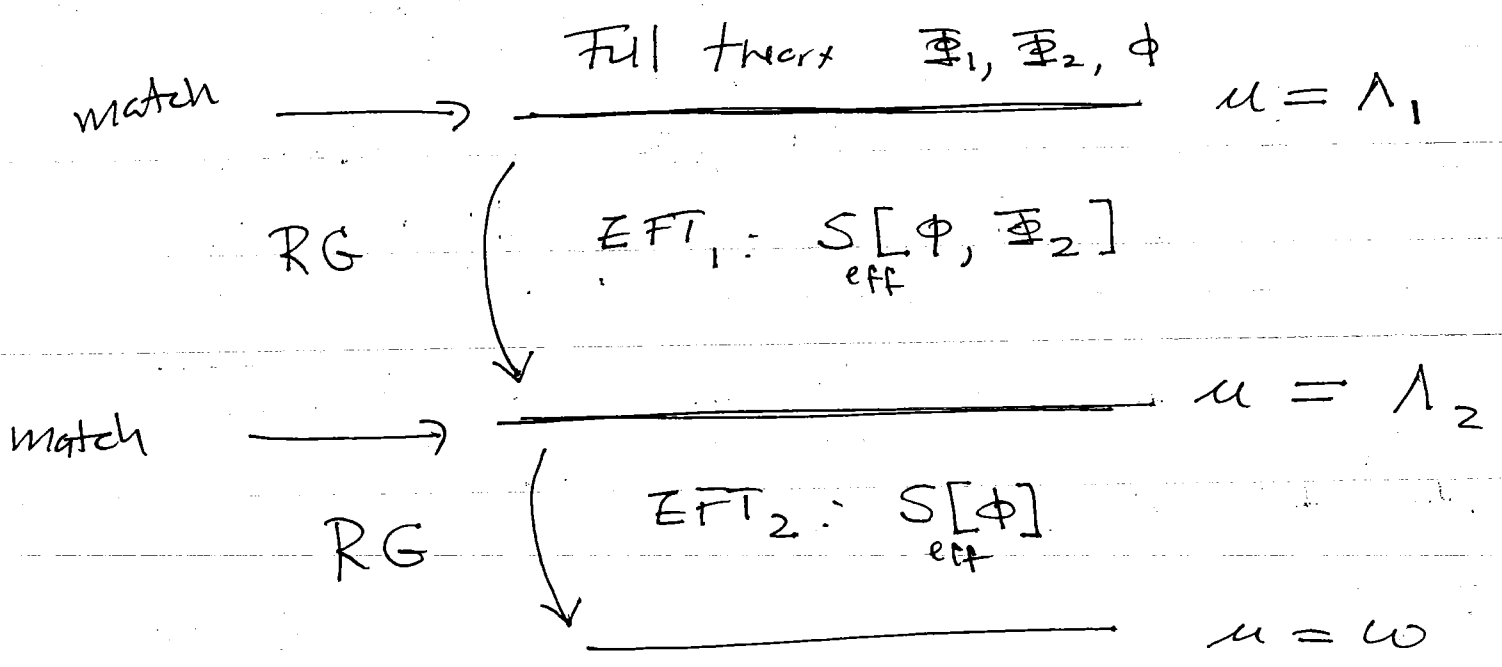 Full theory Φ₁, Φ₂, ϕ
match → μ = Λ₁
RG EFT₁: S_eff[ϕ, Φ₂]
match → μ = Λ₂
RG EFT₂: S_eff[ϕ]
μ = ω